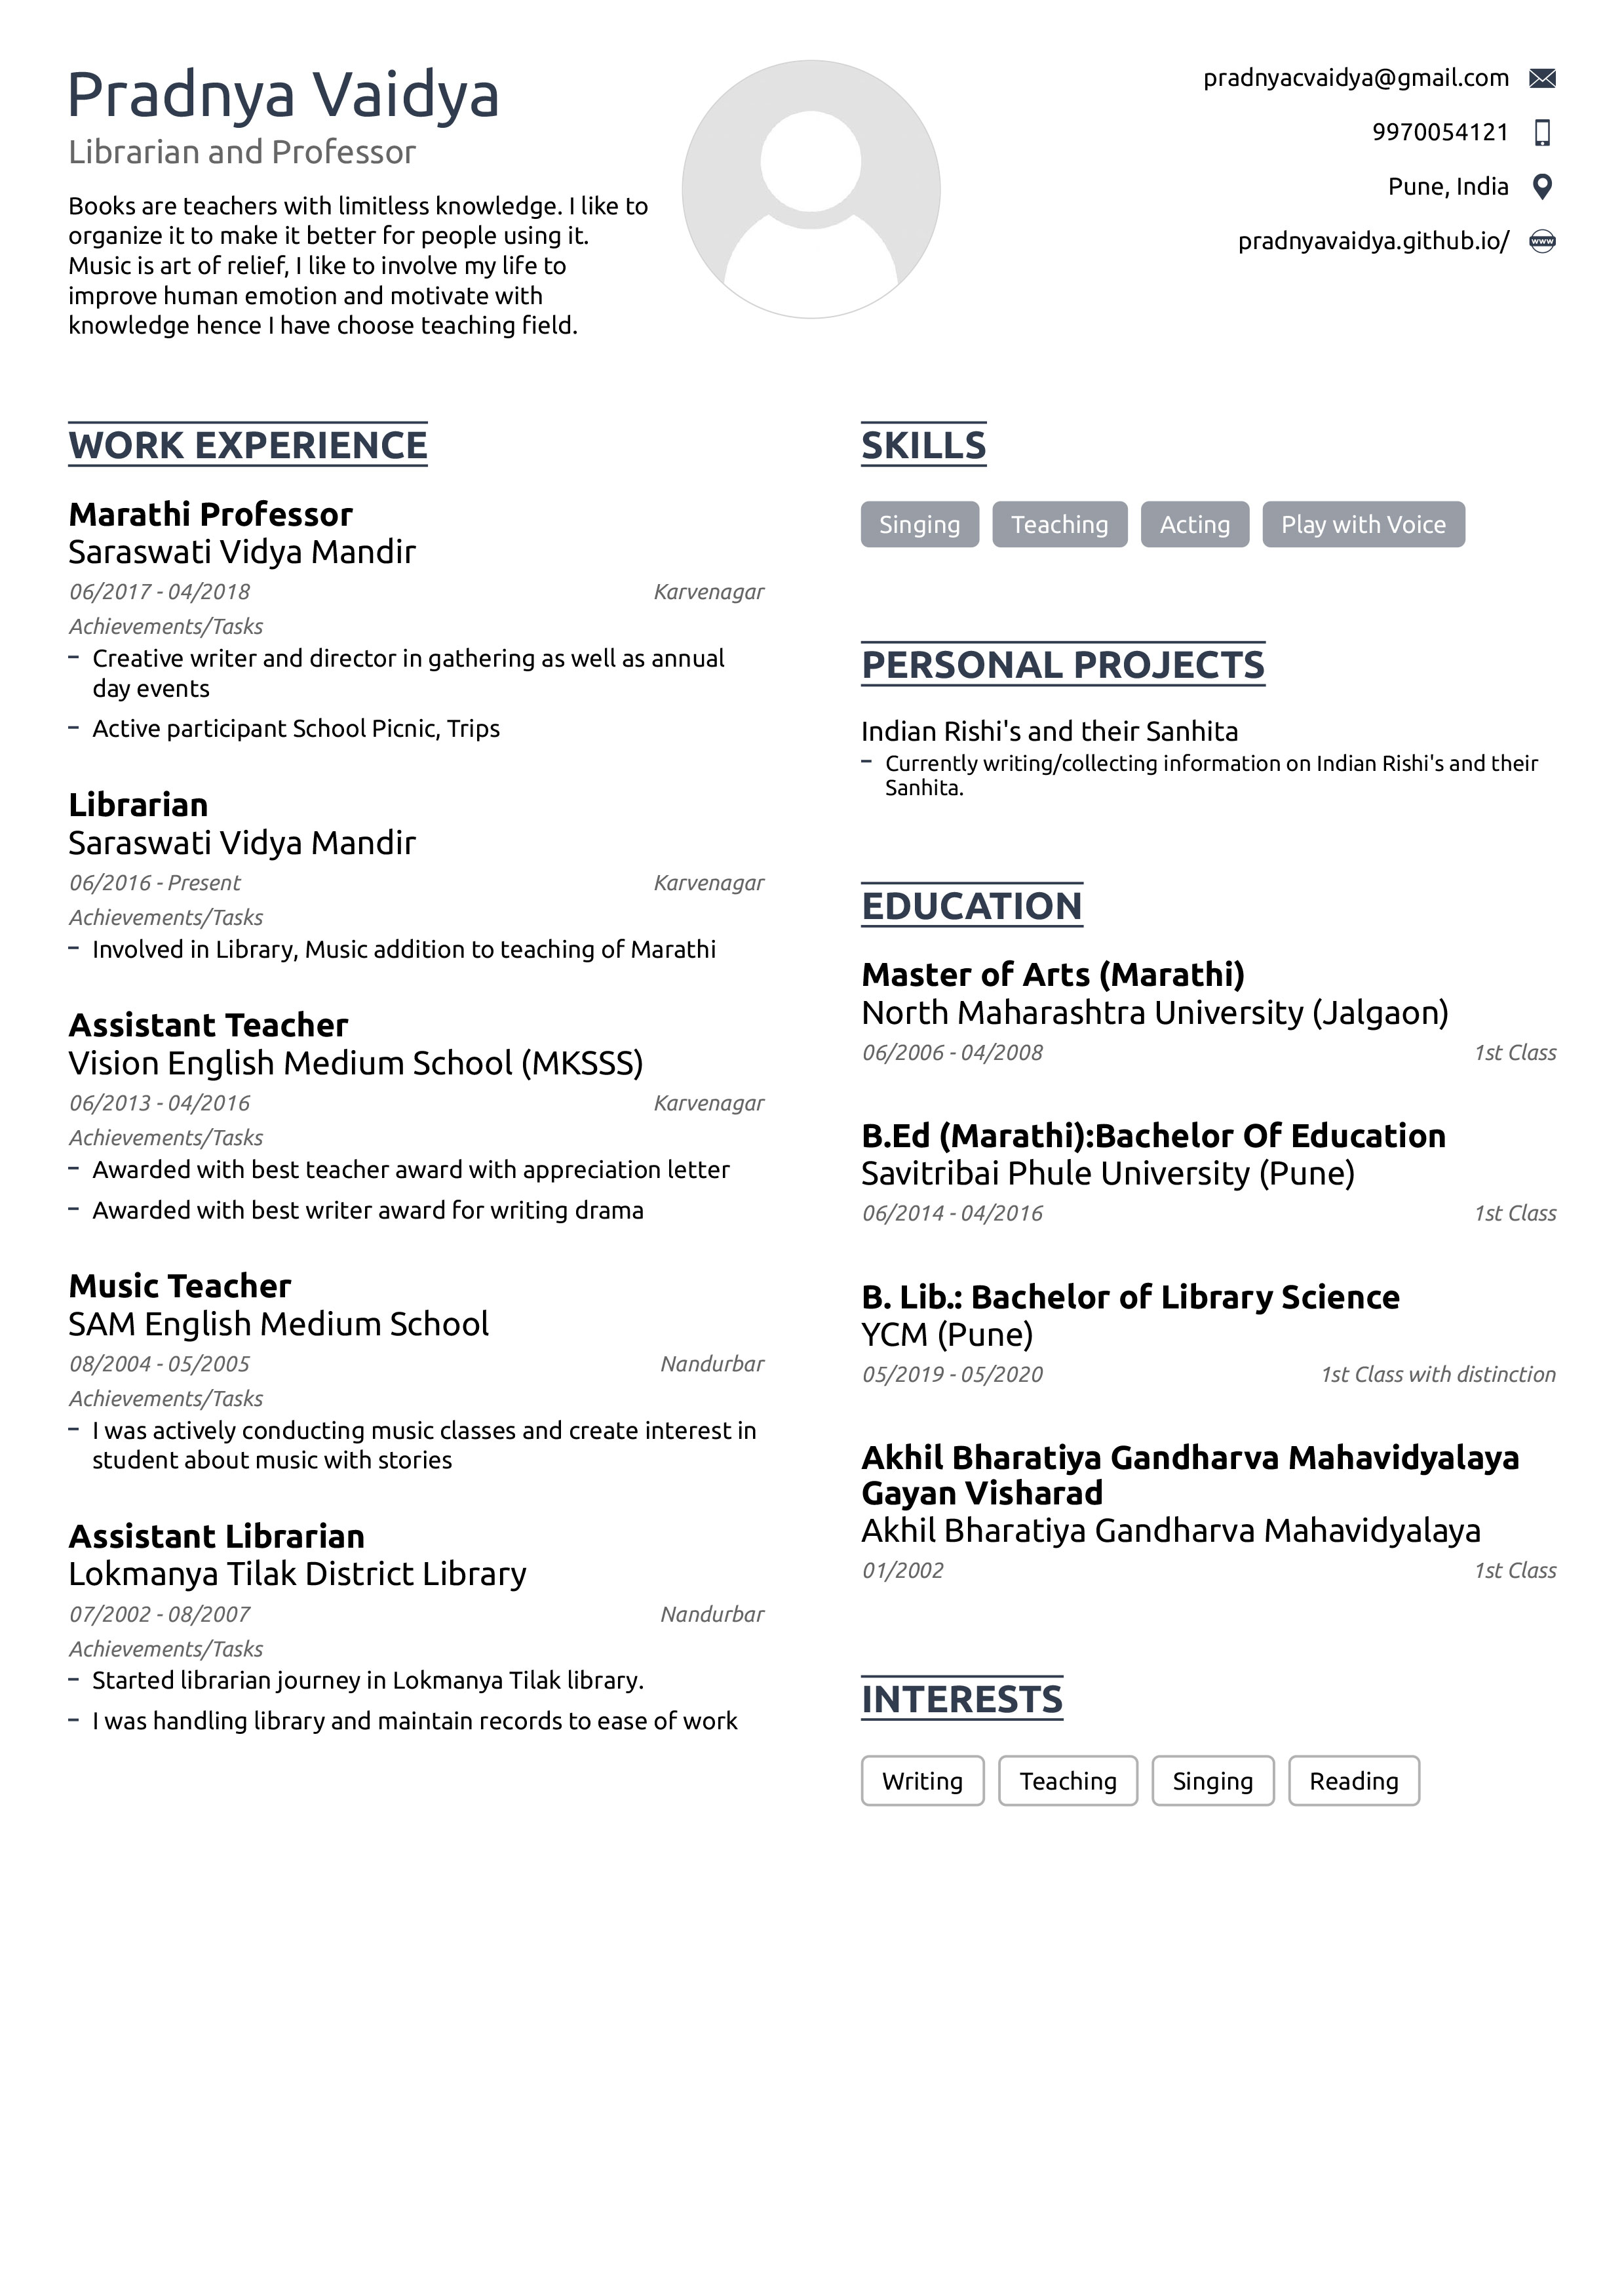 Pradnya Vaidya
Librarian and Professor
Books are teachers with limitless knowledge. I like to
organize it to make it better for people using it.
Music is art of relief, I like to involve my life to
improve human emotion and motivate with
knowledge hence I have choose teaching field.
pradnyacvaidya@gmail.com
9970054121
Pune, India
pradnyavaidya.github.io/
www
WORK EXPERIENCE
Marathi Professor
Saraswati Vidya Mandir
06/2017 - 04/2018 Karvenagar
Achievements/Tasks
– Creative writer and director in gathering as well as annual
day events
– Active participant School Picnic, Trips
Librarian
Saraswati Vidya Mandir
06/2016 - Present Karvenagar
Achievements/Tasks
– Involved in Library, Music addition to teaching of Marathi
Assistant Teacher
Vision English Medium School (MKSSS)
06/2013 - 04/2016 Karvenagar
Achievements/Tasks
– Awarded with best teacher award with appreciation letter
– Awarded with best writer award for writing drama
Music Teacher
SAM English Medium School
08/2004 - 05/2005 Nandurbar
Achievements/Tasks
– I was actively conducting music classes and create interest in
student about music with stories
Assistant Librarian
Lokmanya Tilak District Library
07/2002 - 08/2007 Nandurbar
Achievements/Tasks
– Started librarian journey in Lokmanya Tilak library.
– I was handling library and maintain records to ease of work
SKILLS
Singing Teaching Acting Play with Voice
PERSONAL PROJECTS
Indian Rishi's and their Sanhita
– Currently writing/collecting information on Indian Rishi's and their
Sanhita.
EDUCATION
Master of Arts (Marathi)
North Maharashtra University (Jalgaon)
06/2006 - 04/2008 1st Class
B.Ed (Marathi):Bachelor Of Education
Savitribai Phule University (Pune)
06/2014 - 04/2016 1st Class
B. Lib.: Bachelor of Library Science
YCM (Pune)
05/2019 - 05/2020 1st Class with distinction
Akhil Bharatiya Gandharva Mahavidyalaya
Gayan Visharad
Akhil Bharatiya Gandharva Mahavidyalaya
01/2002 1st Class
INTERESTS
Writing Teaching Singing Reading